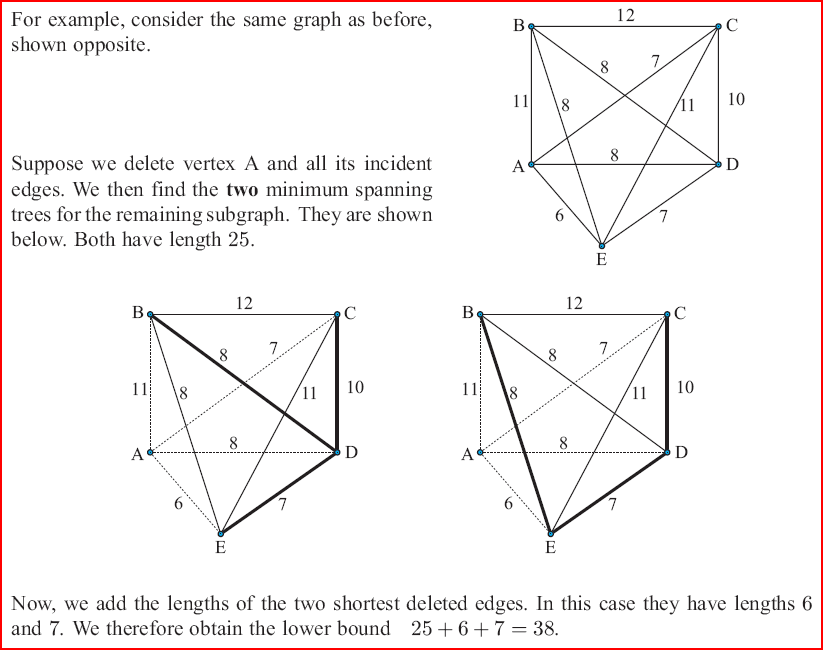 For example, consider the same graph as before,
shown opposite.
B 12 C
8 7
11 8 11 10
A 8 D
6 7
E
Suppose we delete vertex A and all its incident
edges. We then find the two minimum spanning
trees for the remaining subgraph. They are shown
below. Both have length 25.
B 12 C
8 7
11 8 11 10
A 8 D
6 7
E
B 12 C
8 7
11 8 11 10
A 8 D
6 7
E
Now, we add the lengths of the two shortest deleted edges. In this case they have lengths 6
and 7. We therefore obtain the lower bound 25 + 6 + 7 = 38.